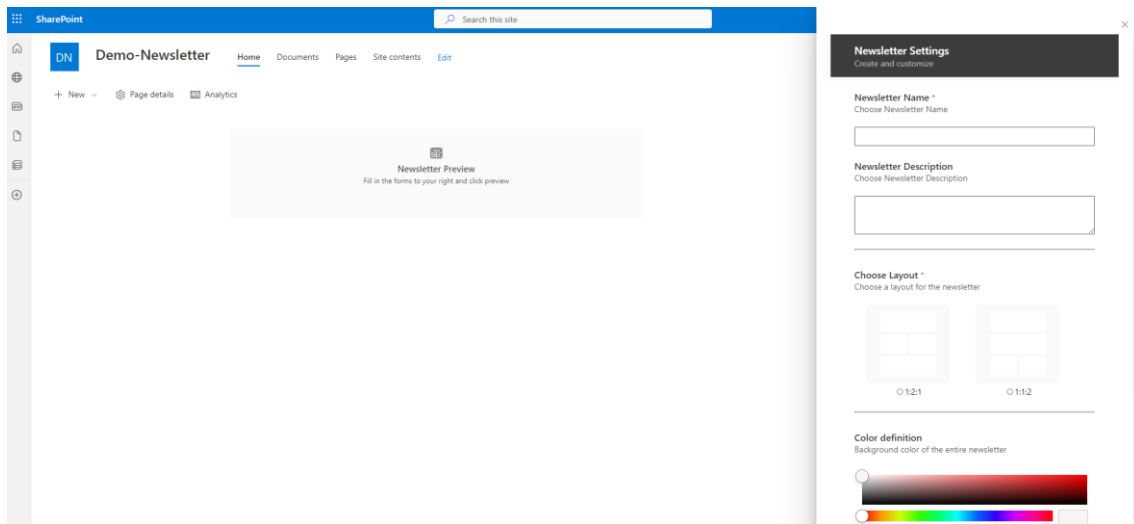 SharePoint
Search this site
DN
Demo-Newsletter
Home Documents Pages Site contents Edit
New Page details Analytics
Newsletter Preview
Fill in the forms to your right and click preview
Newsletter Settings
Create and customize
Newsletter Name *
Choose Newsletter Name
Newsletter Description
Choose Newsletter Description
Choose Layout *
Choose a layout for the newsletter
1:2:1 1:1:2
Color definition
Background color of the entire newsletter